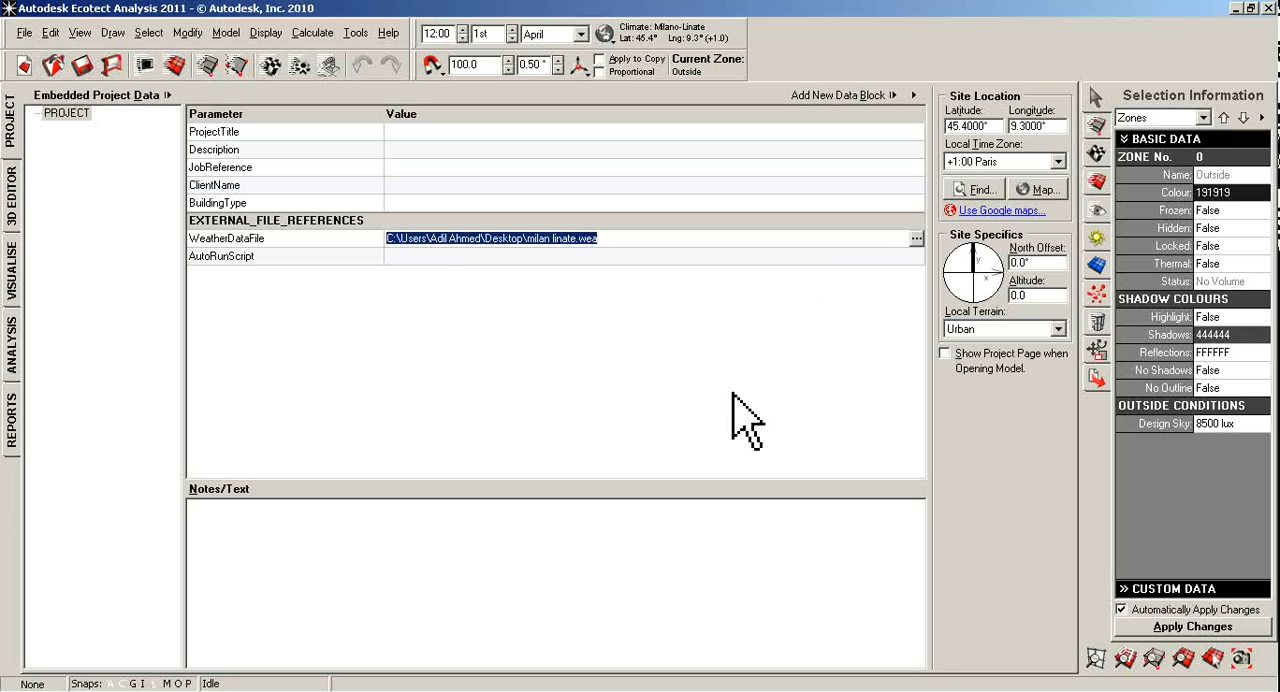 Autodesk Ecotect Analysis 2011 - © Autodesk, Inc. 2010
File Edit View Draw Select Modify Model Display Calculate Tools Help
12:00 1st April
Climate: Milano-Linate
Lat: 45.4° Lng: 9.3° (+1.0)
100.0 0.50 °
Apply to Copy
Proportional
Current Zone:
Outside
PROJECT
3D EDITOR
VISUALISE
ANALYSIS
REPORTS
Embedded Project Data
Add New Data Block
PROJECT
Parameter Value
ProjectTitle
Description
JobReference
ClientName
BuildingType
EXTERNAL_FILE_REFERENCES
WeatherDataFile C:\Users\Adil Ahmed\Desktop\milan linate.wea ...
AutoRunScript
Notes/Text
Site Location
Latitude: Longitude:
45.4000° 9.3000°
Local Time Zone:
+1:00 Paris
Find... Map...
Use Google maps...
Site Specifics
North Offset:
0.0°
y
x
Altitude:
0.0
Local Terrain:
Urban
Show Project Page when
Opening Model.
Selection Information
Zones
BASIC DATA
ZONE No. 0
Name: Outside
Colour: 191919
Frozen: False
Hidden: False
Locked: False
Thermal: False
Status: No Volume
SHADOW COLOURS
Highlight: False
Shadows: 444444
Reflections: FFFFFF
No Shadows False
No Outline False
OUTSIDE CONDITIONS
Design Sky: 8500 lux
CUSTOM DATA
Automatically Apply Changes
Apply Changes
None Snaps: A C G I L M O P Idle